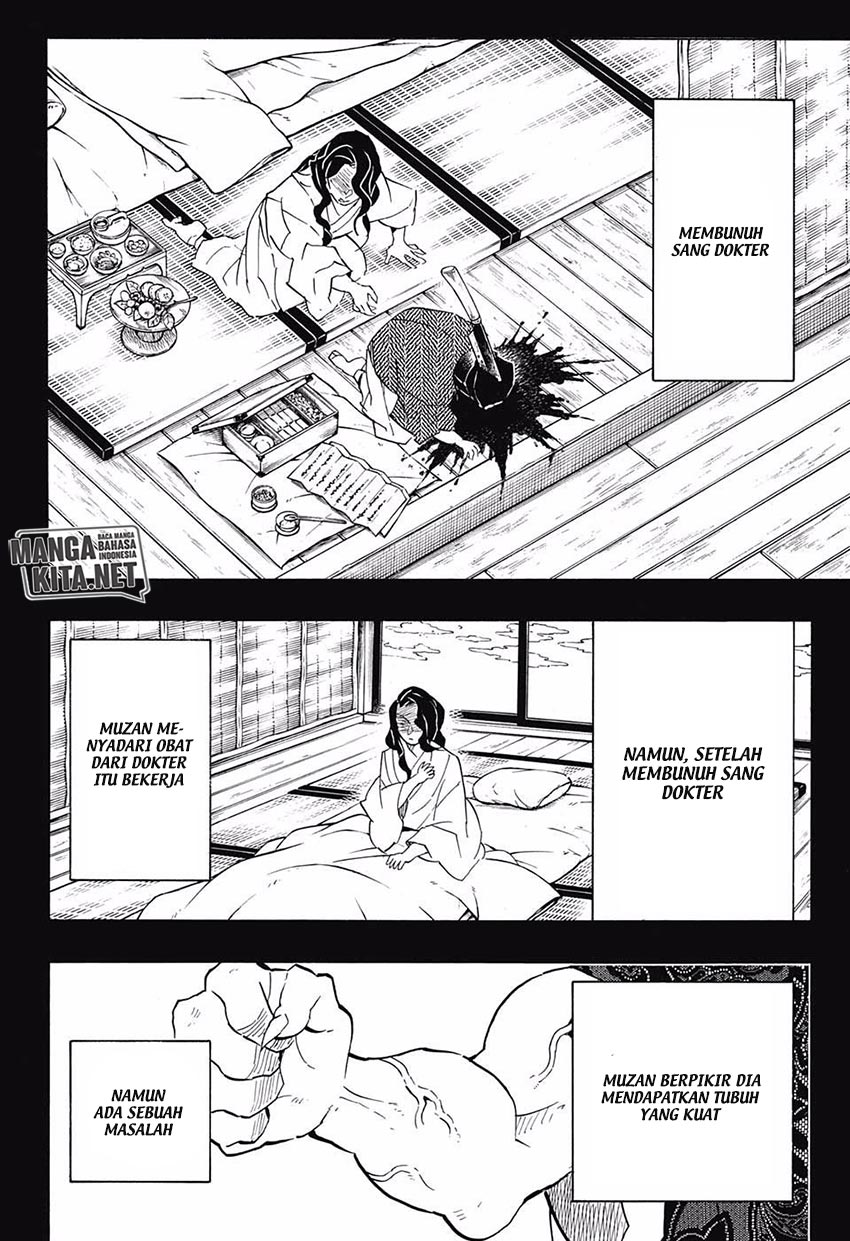 MEMBUNUH
SANG DOKTER
MANGA
KITA.NET
BACA MANGA
BAHASA
INDONESIA
NAMUN, SETELAH
MEMBUNUH SANG
DOKTER
MUZAN ME-
NYADARI OBAT
DARI DOKTER
ITU BEKERJA
MUZAN BERPIKIR DIA
MENDAPATKAN TUBUH
YANG KUAT
NAMUN
ADA SEBUAH
MASALAH